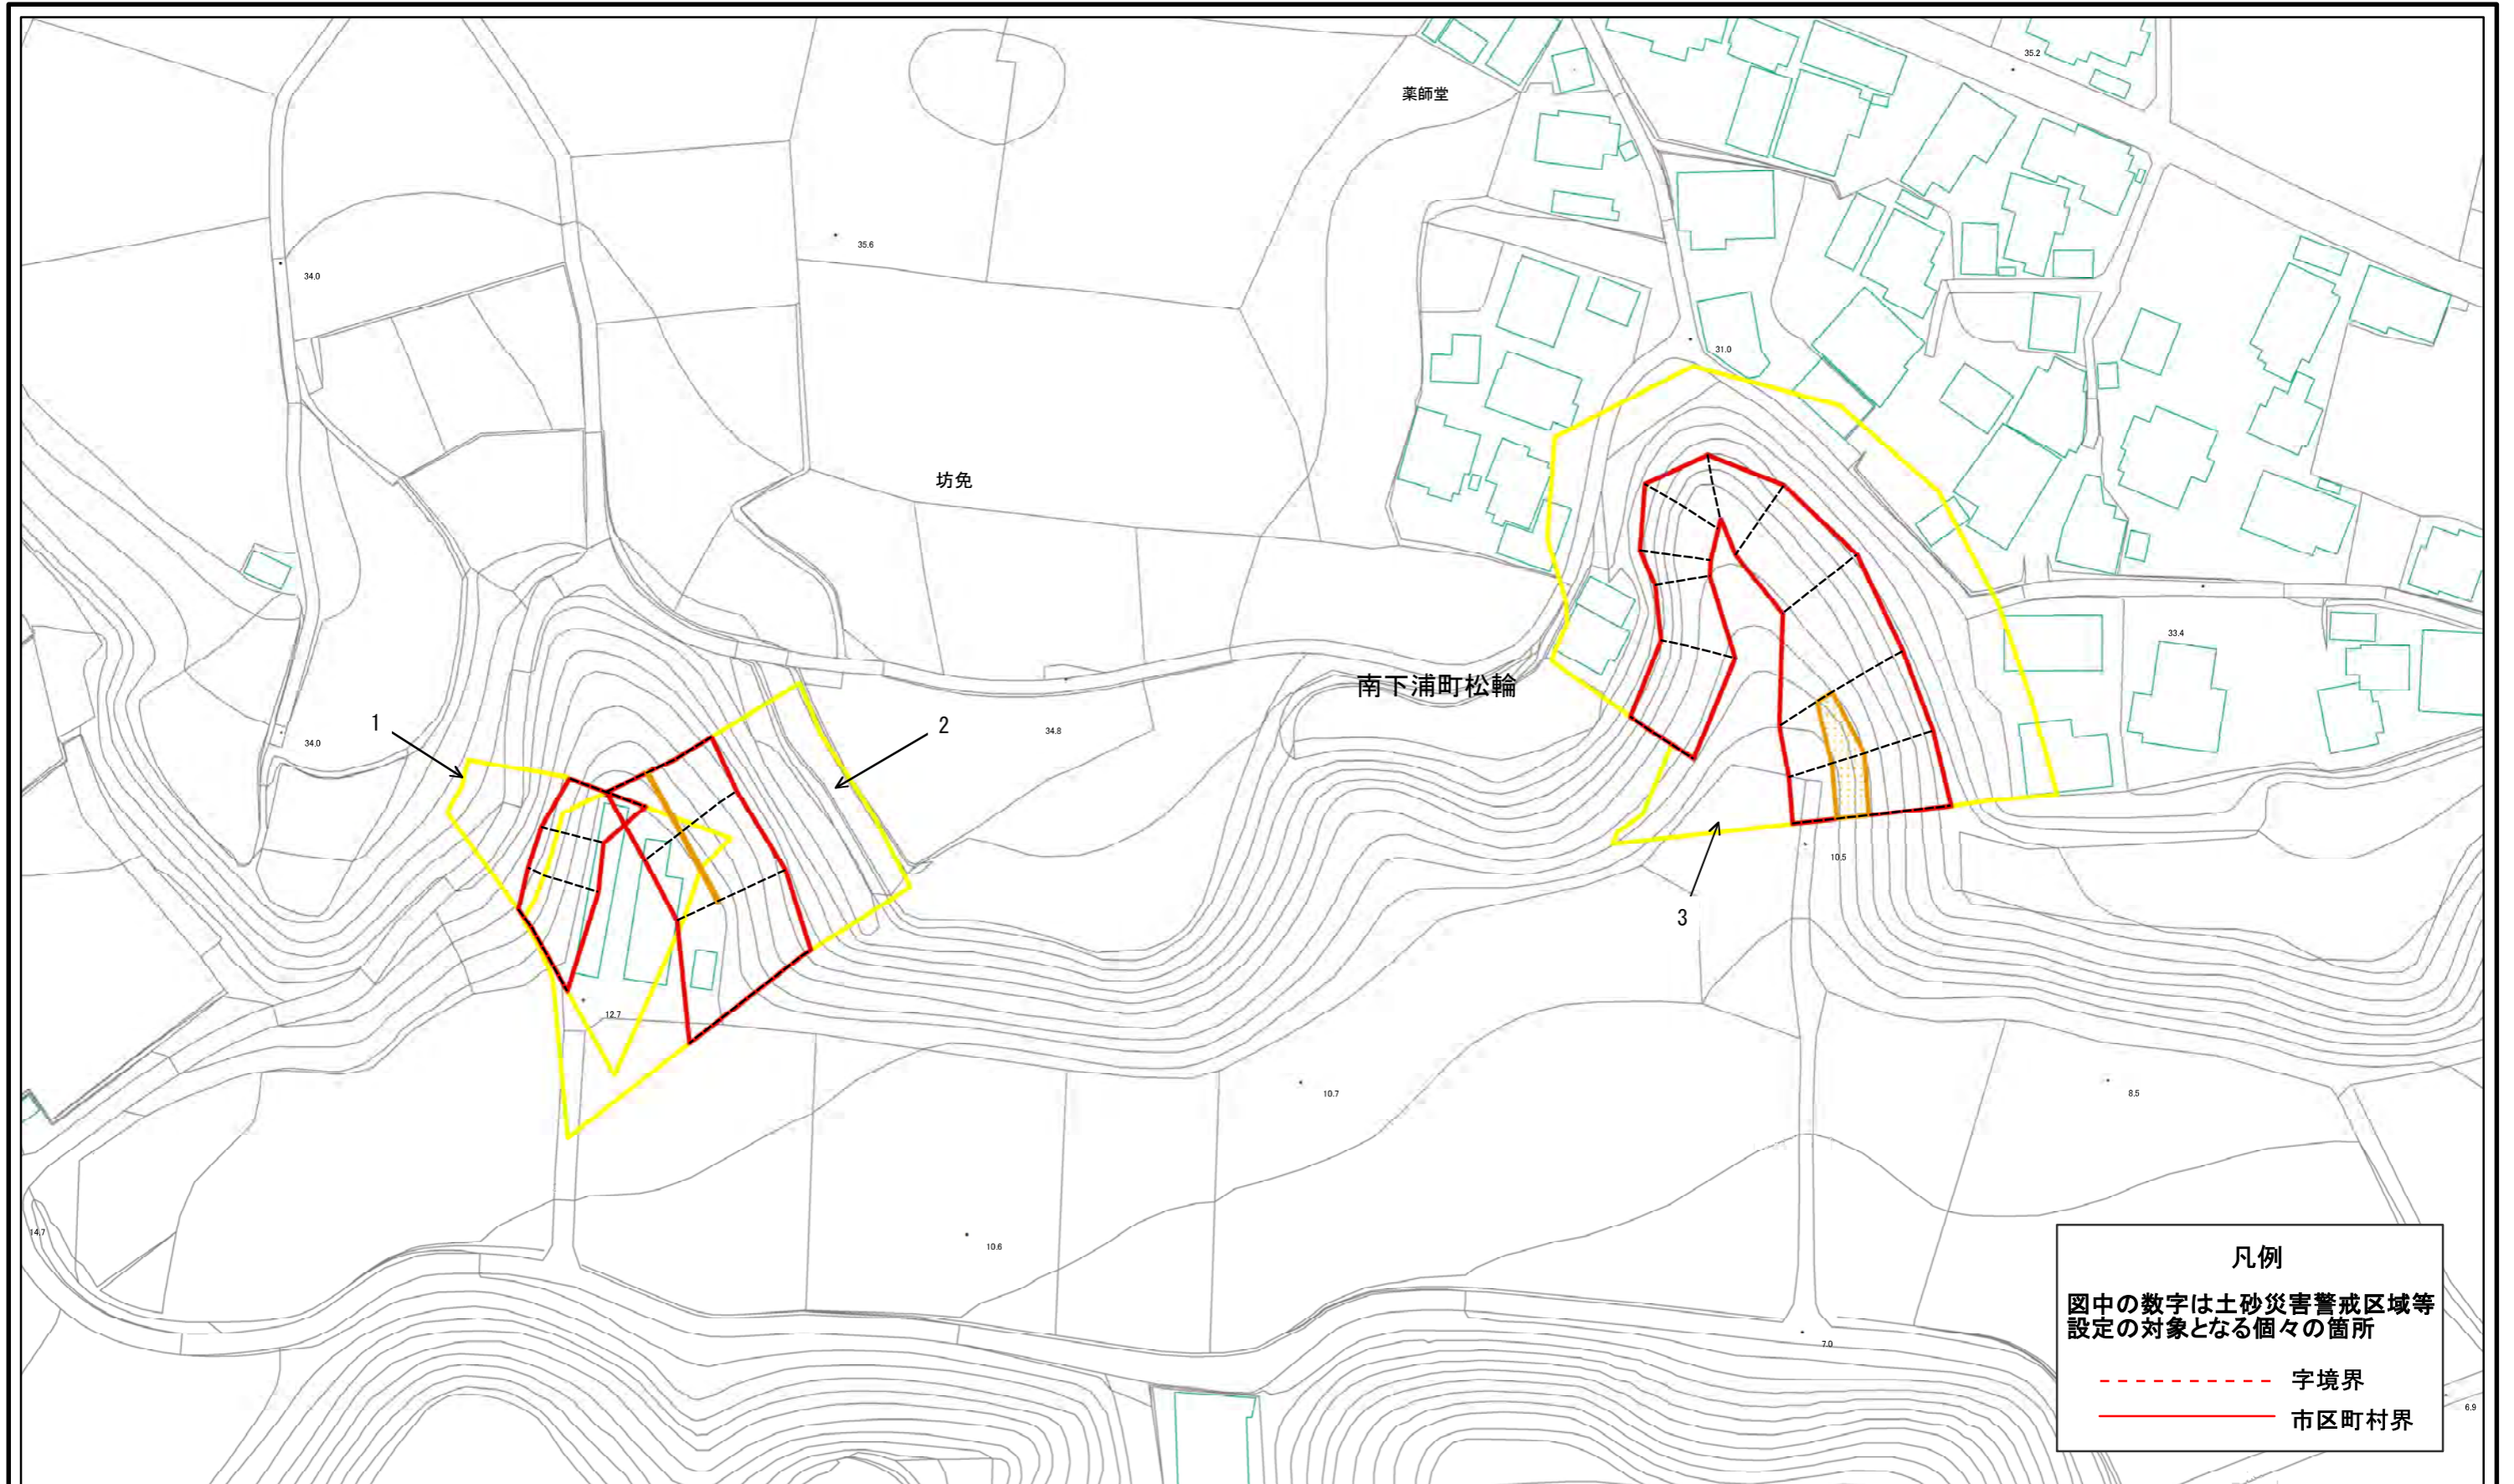 35.2
薬師堂
35.6
34.0
31.0
坊免
33.4
南下浦町松輪
1
2
34.0
34.8
10.5
3
12.7
10.7
8.5
14.7
10.6
凡例
図中の数字は土砂災害警戒区域等
設定の対象となる個々の箇所
7.0
字境界
市区町村界
6.9